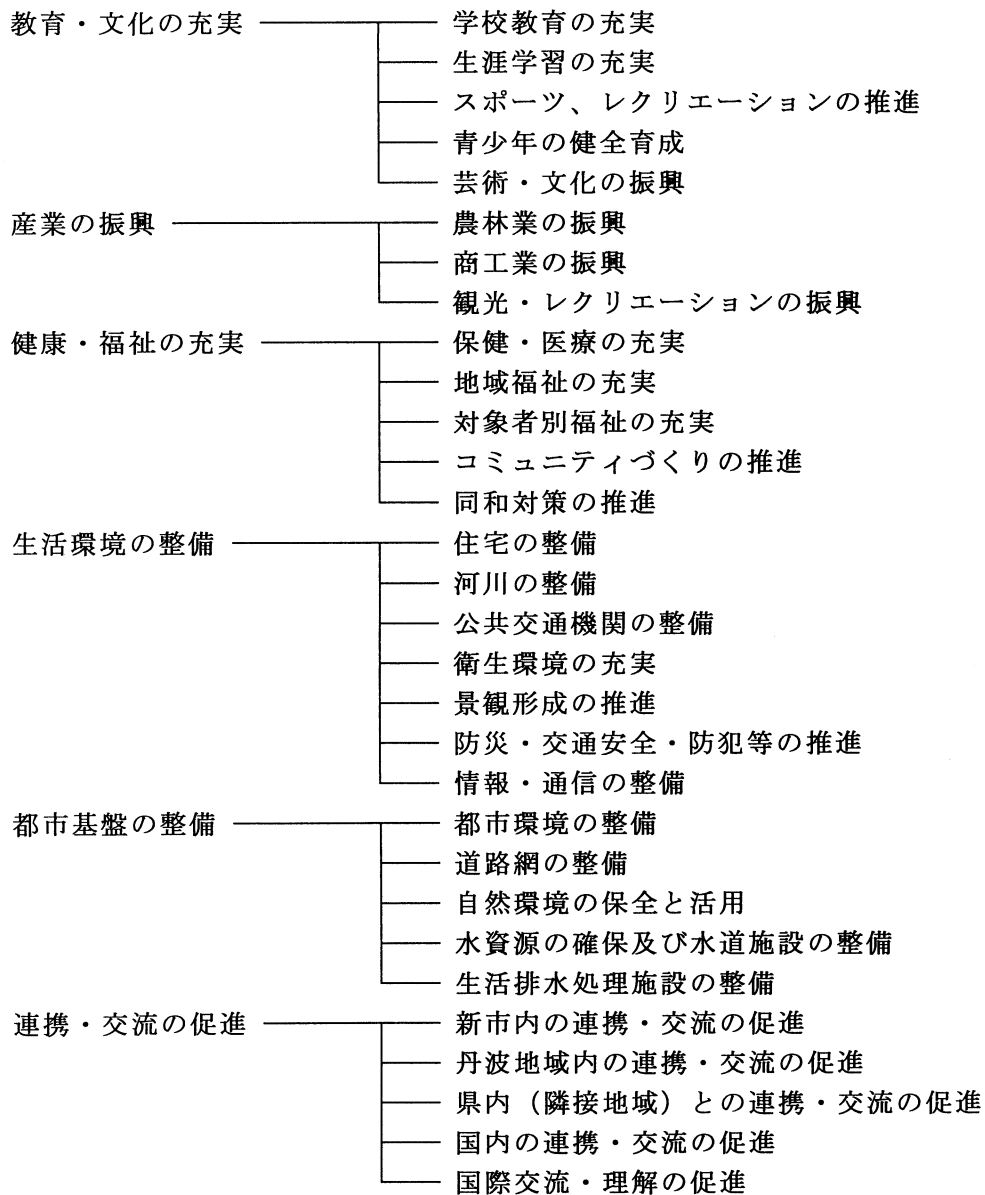 教育・文化の充実 学校教育の充実
生涯学習の充実
スポーツ、レクリエーションの推進
青少年の健全育成
芸術・文化の振興
産業の振興 農林業の振興
商工業の振興
観光・レクリエーションの振興
健康・福祉の充実 保健・医療の充実
地域福祉の充実
対象者別福祉の充実
コミュニティづくりの推進
同和対策の推進
生活環境の整備 住宅の整備
河川の整備
公共交通機関の整備
衛生環境の充実
景観形成の推進
防災・交通安全・防犯等の推進
情報・通信の整備
都市基盤の整備 都市環境の整備
道路網の整備
自然環境の保全と活用
水資源の確保及び水道施設の整備
生活排水処理施設の整備
連携・交流の促進 新市内の連携・交流の促進
丹波地域内の連携・交流の促進
県内（隣接地域）との連携・交流の促進
国内の連携・交流の促進
国際交流・理解の促進